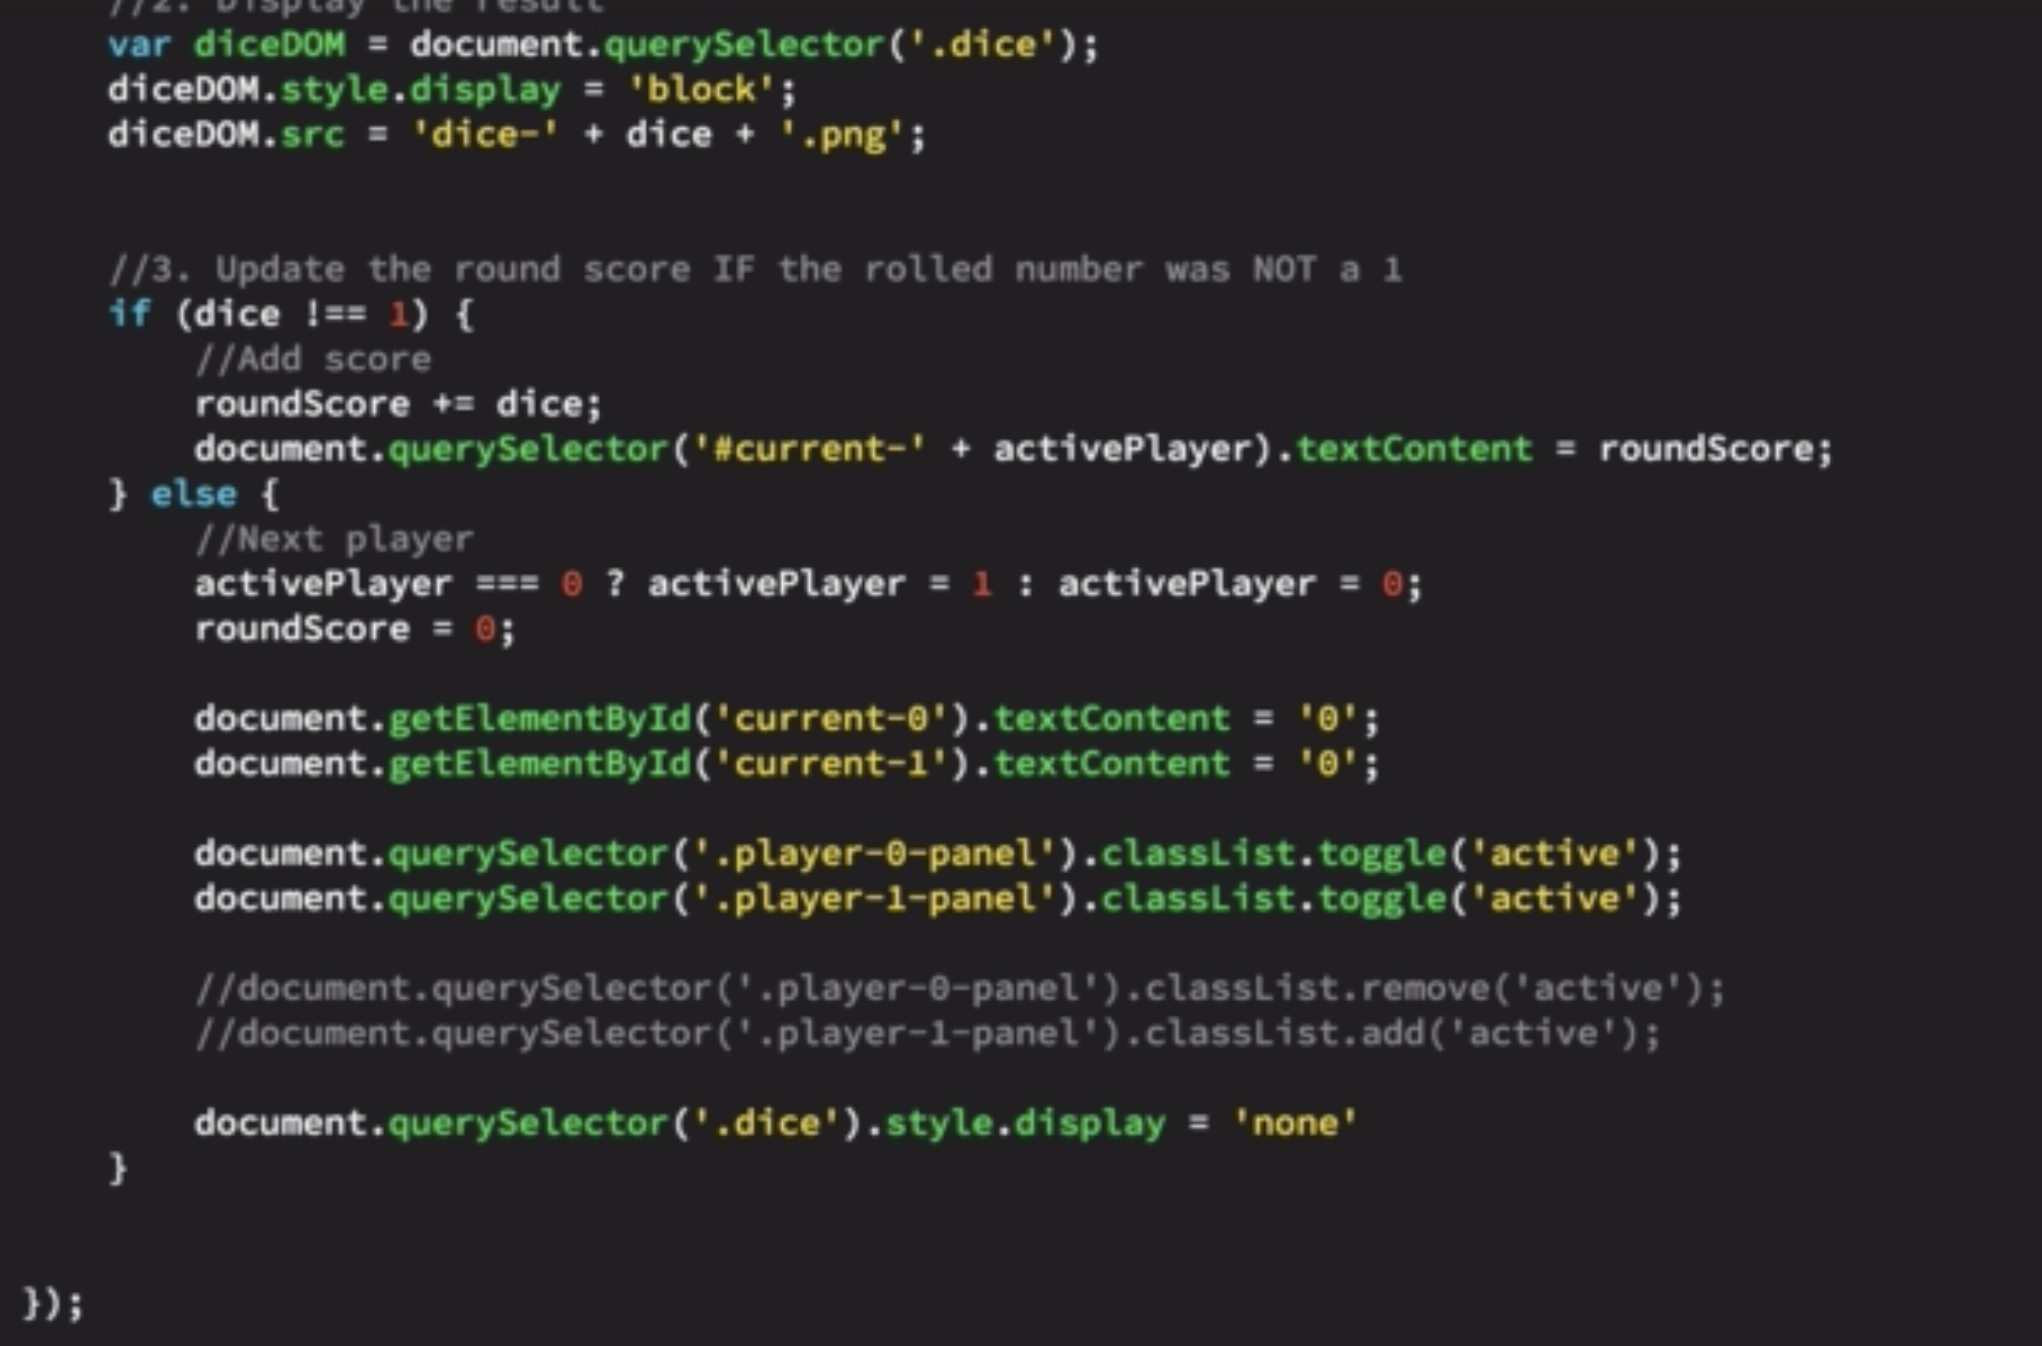 //2. Display the result
var diceDOM = document.querySelector('.dice');
diceDOM.style.display = 'block';
diceDOM.src = 'dice-' + dice + '.png';
//3. Update the round score IF the rolled number was NOT a 1
if (dice !== 1) {
//Add score
roundScore += dice;
document.querySelector('#current-' + activePlayer).textContent = roundScore;
} else {
//Next player
activePlayer === 0 ? activePlayer = 1 : activePlayer = 0;
roundScore = 0;
document.getElementById('current-0').textContent = '0';
document.getElementById('current-1').textContent = '0';
document.querySelector('.player-0-panel').classList.toggle('active');
document.querySelector('.player-1-panel').classList.toggle('active');
//document.querySelector('.player-0-panel').classList.remove('active');
//document.querySelector('.player-1-panel').classList.add('active');
document.querySelector('.dice').style.display = 'none'
}
});